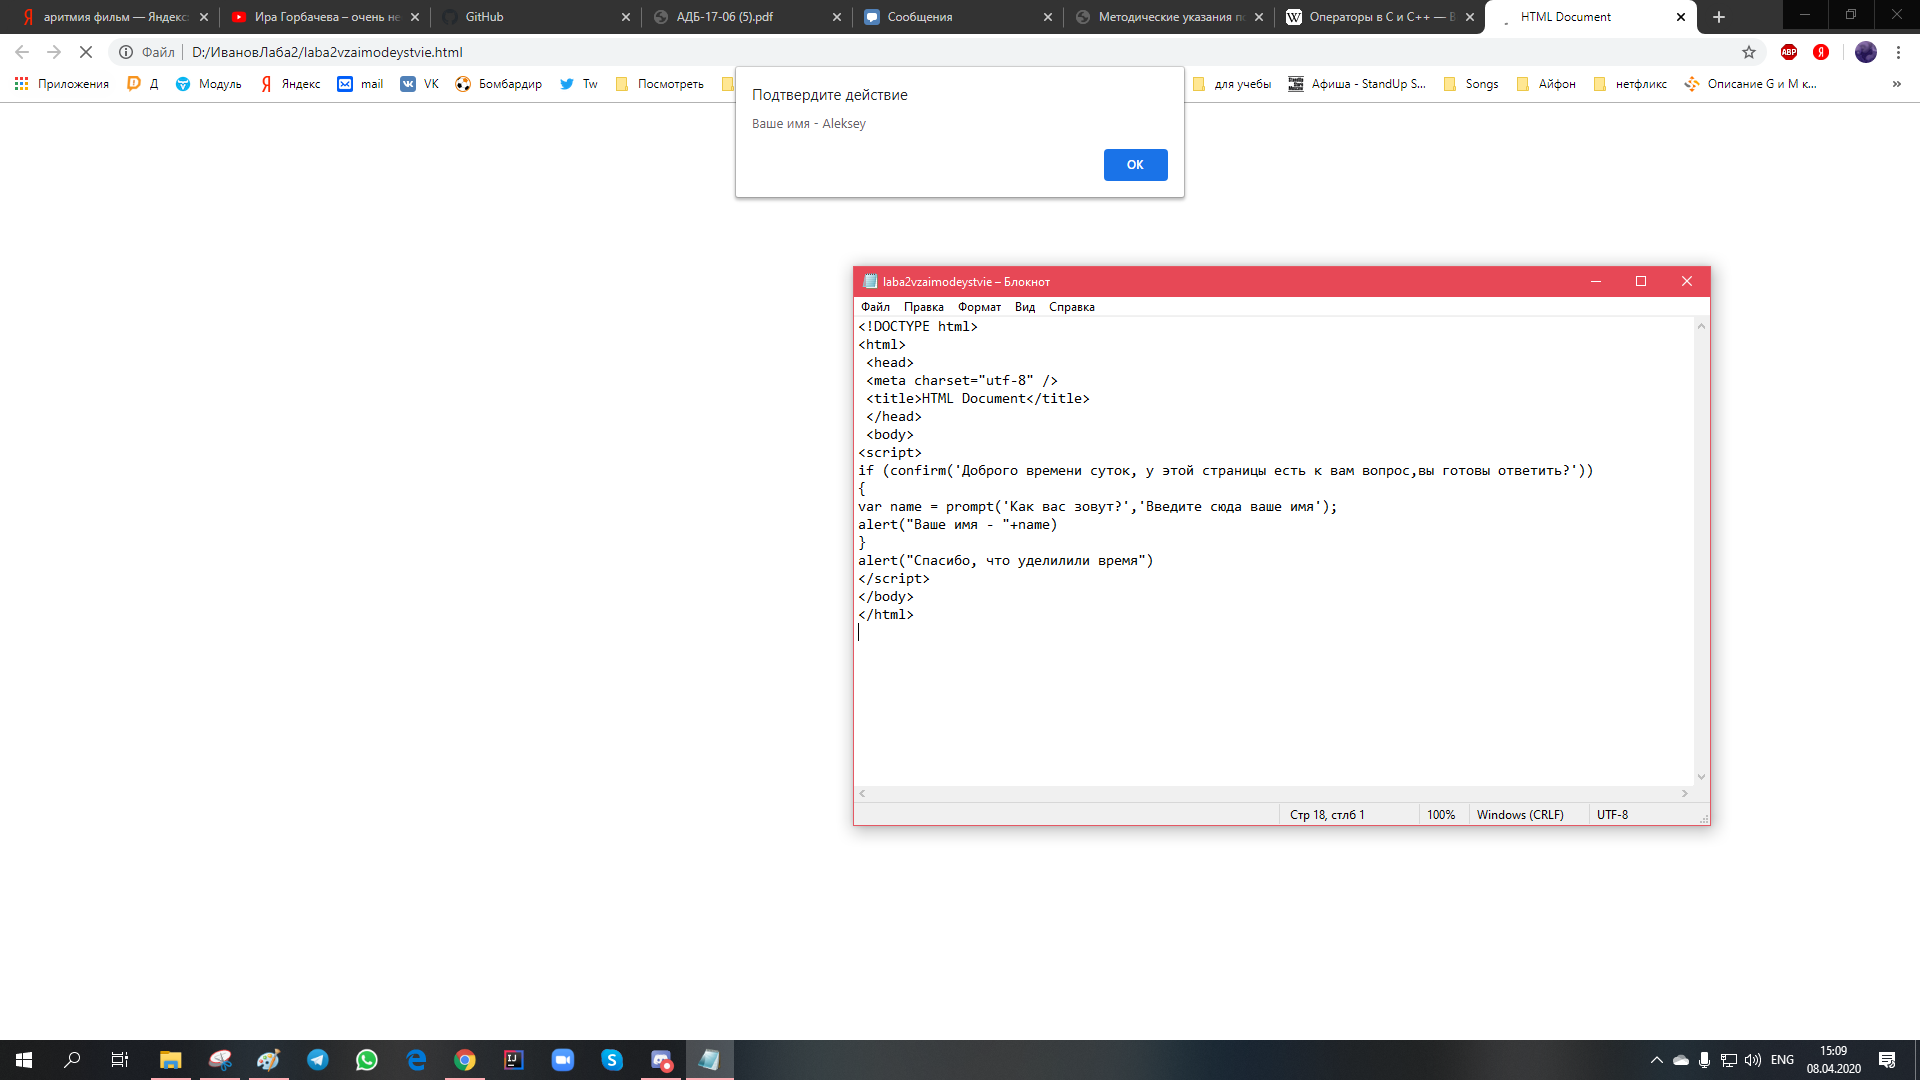 аритмия фильм — Яндекс
Ира Горбачева – очень не
GitHub
АДБ-17-06 (5).pdf
Сообщения
Методические указания п
Операторы в C и C++ — В
HTML Document
Файл
D:/ИвановЛаба2/laba2vzaimodeystvie.html
ABP
Приложения
Д
Модуль
Яндекс
mail
VK
Бомбардир
Tw
Посмотреть
для учебы
Афиша - StandUp S...
Songs
Айфон
нетфликс
Описание G и M к...
»
Подтвердите действие
Ваше имя - Aleksey
ОК
laba2vzaimodeystvie – Блокнот
Файл Правка Формат Вид Справка
<!DOCTYPE html>
<html>
<head>
<meta charset="utf-8" />
<title>HTML Document</title>
</head>
<body>
<script>
if (confirm('Доброго времени суток, у этой страницы есть к вам вопрос,вы готовы ответить?'))
{
var name = prompt('Как вас зовут?','Введите сюда ваше имя');
alert("Ваше имя - "+name)
}
alert("Спасибо, что уделилили время")
</script>
</body>
</html>
Стр 18, стлб 1
100%
Windows (CRLF)
UTF-8
ENG
15:09
08.04.2020